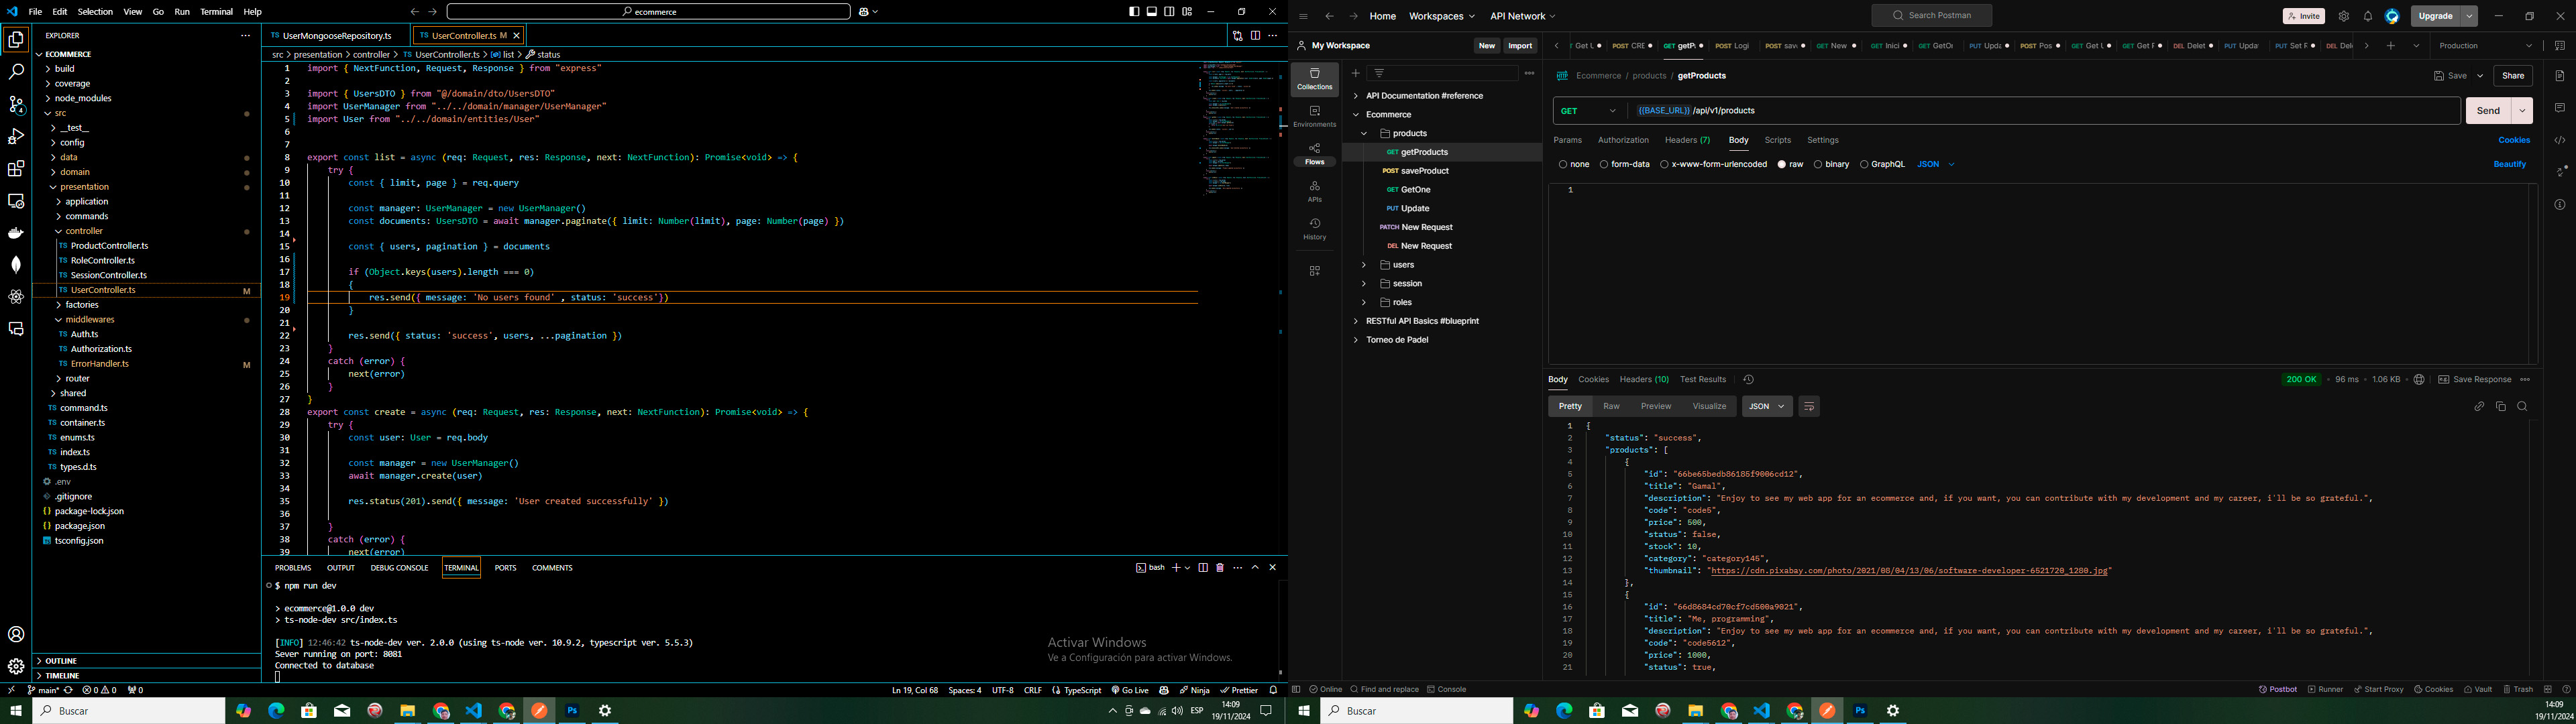 File Edit Selection View Go Run Terminal Help
ecommerce
EXPLORER
ECOMMERCE
build
coverage
node_modules
src
__test__
config
data
domain
presentation
application
commands
controller
TS ProductController.ts
TS RoleController.ts
TS SessionController.ts
TS UserController.ts M
factories
middlewares
TS Auth.ts
TS Authorization.ts
TS ErrorHandler.ts M
router
shared
TS command.ts
TS container.ts
TS enums.ts
TS index.ts
TS types.d.ts
.env
.gitignore
{} package-lock.json
{} package.json
tsconfig.json
OUTLINE
TIMELINE
TS UserMongooseRepository.ts TS UserController.ts M
src > presentation > controller > TS UserController.ts > list > status
1 import { NextFunction, Request, Response } from "express"
2
3 import { UsersDTO } from "@/domain/dto/UsersDTO"
4 import UserManager from "../../domain/manager/UserManager"
5 import User from "../../domain/entities/User"
6
7
8 export const list = async (req: Request, res: Response, next: NextFunction): Promise<void> => {
9 try {
10 const { limit, page } = req.query
11
12 const manager: UserManager = new UserManager()
13 const documents: UsersDTO = await manager.paginate({ limit: Number(limit), page: Number(page) })
14
15 const { users, pagination } = documents
16
17 if (Object.keys(users).length === 0)
18 {
19 res.send({ message: 'No users found' , status: 'success'})
20 }
21
22 res.send({ status: 'success', users, ...pagination })
23 }
24 catch (error) {
25 next(error)
26 }
27 }
28 export const create = async (req: Request, res: Response, next: NextFunction): Promise<void> => {
29 try {
30 const user: User = req.body
31
32 const manager = new UserManager()
33 await manager.create(user)
34
35 res.status(201).send({ message: 'User created successfully' })
36
37 }
38 catch (error) {
39 next(error)
PROBLEMS OUTPUT DEBUG CONSOLE TERMINAL PORTS COMMENTS
bash
$ npm run dev
> ecommerce@1.0.0 dev
> ts-node-dev src/index.ts
[INFO] 12:46:42 ts-node-dev ver. 2.0.0 (using ts-node ver. 10.9.2, typescript ver. 5.5.3)
Sever running on port: 8081
Connected to database
Activar Windows
Ve a Configuración para activar Windows.
main* 0 0 0
Ln 19, Col 68 Spaces: 4 UTF-8 CRLF {} TypeScript Go Live Ninja Prettier
Buscar
ESP
14:09
19/11/2024
Home Workspaces API Network
Search Postman
Invite
Upgrade
My Workspace
New Import
Collections
Environments
Flows
APIs
History
API Documentation #reference
Ecommerce
products
GET getProducts
POST saveProduct
GET GetOne
PUT Update
PATCH New Request
DEL New Request
users
session
roles
RESTful API Basics #blueprint
Torneo de Padel
Get U POST CRE GET getP POST Logi POST sav GET New GET Inici GET GetOn PUT Upda POST Pos GET Get U GET Get F DEL Delet PUT Upda PUT Set F DEL Dele
Production
Ecommerce / products / getProducts
Save Share
GET {{BASE_URL}} /api/v1/products
Send
Params Authorization Headers (7) Body Scripts Settings
Cookies
none form-data x-www-form-urlencoded raw binary GraphQL JSON
Beautify
1
Body Cookies Headers (10) Test Results
200 OK 96 ms 1.06 KB Save Response
Pretty Raw Preview Visualize JSON
1 {
2 "status": "success",
3 "products": [
4 {
5 "id": "66be65bedb86185f9006cd12",
6 "title": "Gamal",
7 "description": "Enjoy to see my web app for an ecommerce and, if you want, you can contribute with my development and my career, i'll be so grateful.",
8 "code": "code5",
9 "price": 500,
10 "status": false,
11 "stock": 10,
12 "category": "category145",
13 "thumbnail": "https://cdn.pixabay.com/photo/2021/08/04/13/06/software-developer-6521720_1280.jpg"
14 },
15 {
16 "id": "66d8684cd70cf7cd500a9021",
17 "title": "Me, programming",
18 "description": "Enjoy to see my web app for an ecommerce and, if you want, you can contribute with my development and my career, i'll be so grateful.",
19 "code": "code5612",
20 "price": 1000,
21 "status": true,
Online Find and replace Console
Postbot Runner Start Proxy Cookies Vault Trash
Buscar
14:09
19/11/2024